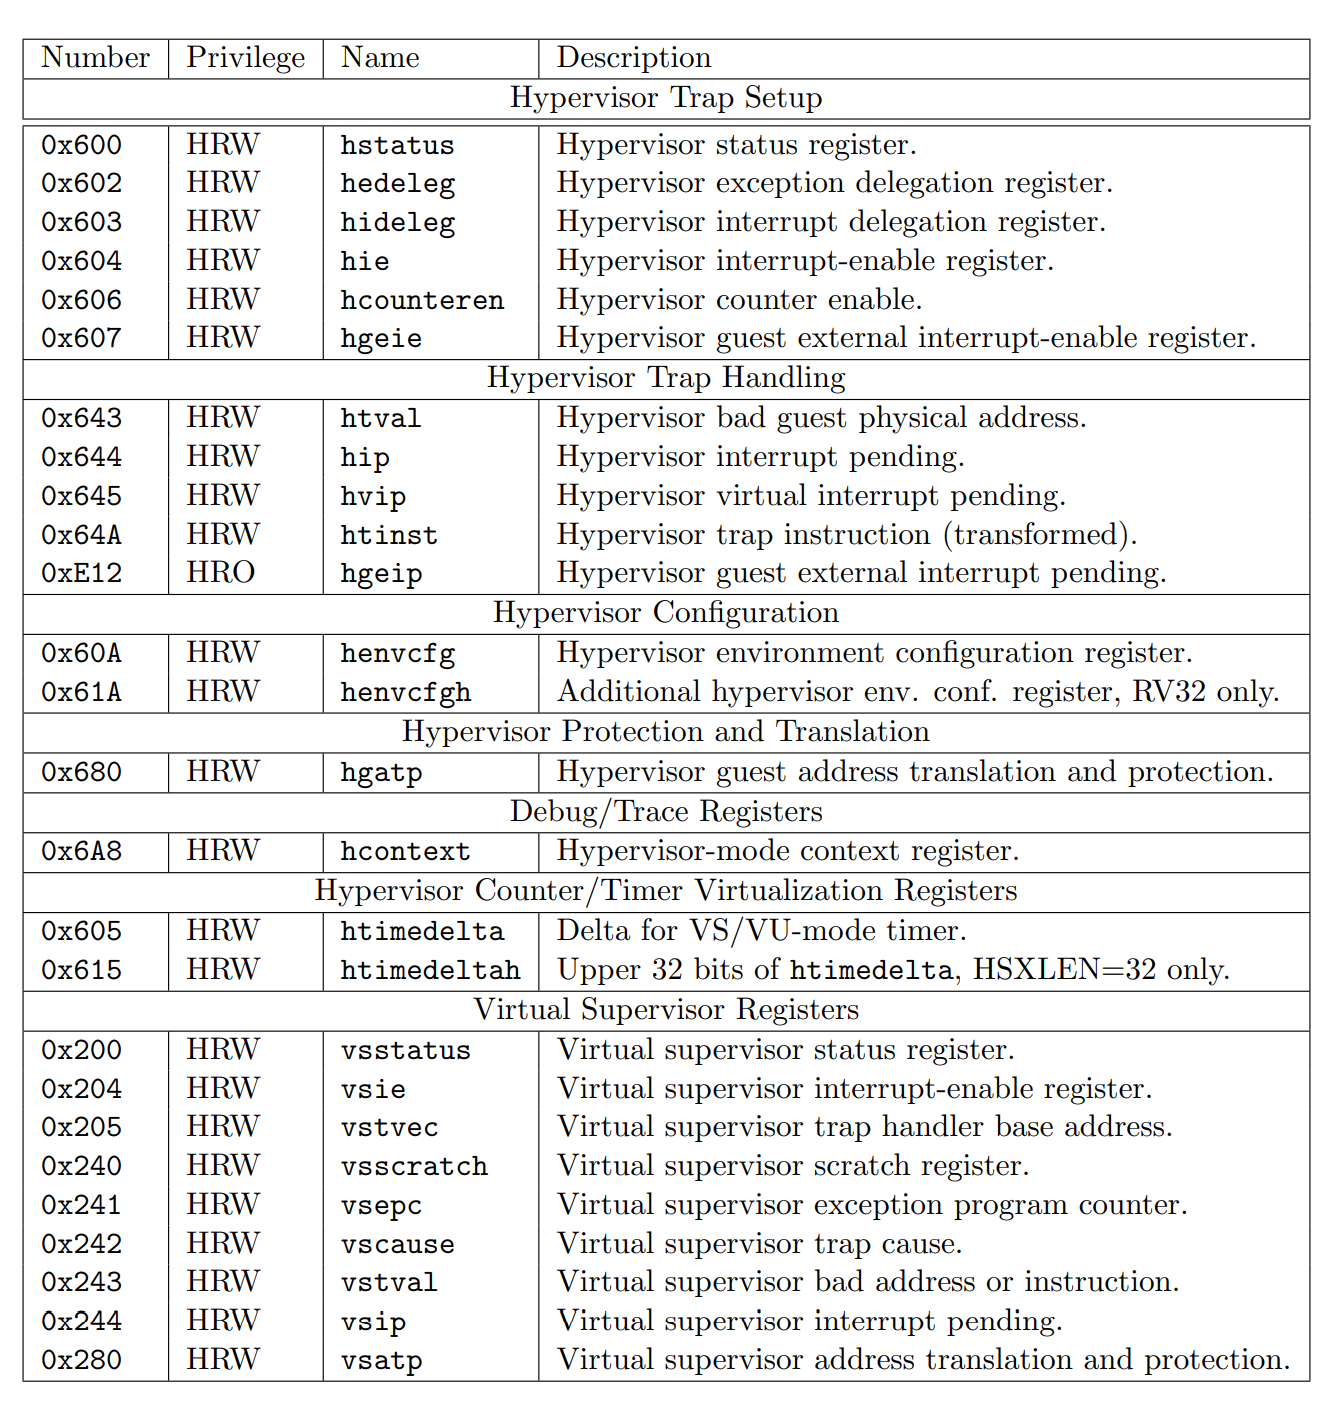 Number Privilege Name Description
Hypervisor Trap Setup
0x600 HRW hstatus Hypervisor status register.
0x602 HRW hedeleg Hypervisor exception delegation register.
0x603 HRW hideleg Hypervisor interrupt delegation register.
0x604 HRW hie Hypervisor interrupt-enable register.
0x606 HRW hcounteren Hypervisor counter enable.
0x607 HRW hgeie Hypervisor guest external interrupt-enable register.
Hypervisor Trap Handling
0x643 HRW htval Hypervisor bad guest physical address.
0x644 HRW hip Hypervisor interrupt pending.
0x645 HRW hvip Hypervisor virtual interrupt pending.
0x64A HRW htinst Hypervisor trap instruction (transformed).
0xE12 HRO hgeip Hypervisor guest external interrupt pending.
Hypervisor Configuration
0x60A HRW henvcfg Hypervisor environment configuration register.
0x61A HRW henvcfgh Additional hypervisor env. conf. register, RV32 only.
Hypervisor Protection and Translation
0x680 HRW hgatp Hypervisor guest address translation and protection.
Debug/Trace Registers
0x6A8 HRW hcontext Hypervisor-mode context register.
Hypervisor Counter/Timer Virtualization Registers
0x605 HRW htimedelta Delta for VS/VU-mode timer.
0x615 HRW htimedeltah Upper 32 bits of htimedelta, HSXLEN=32 only.
Virtual Supervisor Registers
0x200 HRW vsstatus Virtual supervisor status register.
0x204 HRW vsie Virtual supervisor interrupt-enable register.
0x205 HRW vstvec Virtual supervisor trap handler base address.
0x240 HRW vsscratch Virtual supervisor scratch register.
0x241 HRW vsepc Virtual supervisor exception program counter.
0x242 HRW vscause Virtual supervisor trap cause.
0x243 HRW vstval Virtual supervisor bad address or instruction.
0x244 HRW vsip Virtual supervisor interrupt pending.
0x280 HRW vsatp Virtual supervisor address translation and protection.